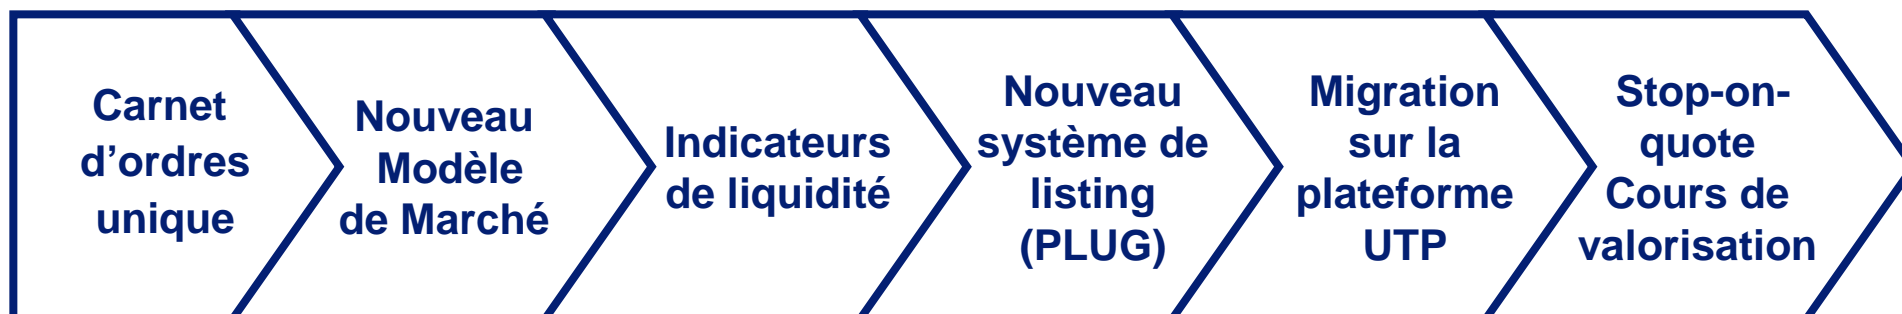 Carnet
d’ordres
unique
Nouveau
Modèle
de Marché
Indicateurs
de liquidité
Nouveau
système de
listing
(PLUG)
Migration
sur la
plateforme
UTP
Stop-on-
quote
Cours de
valorisation